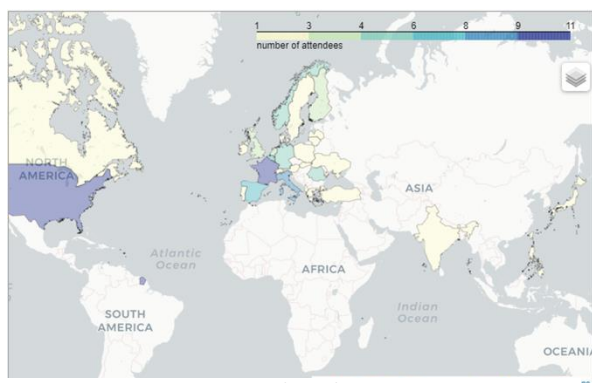 1 3 4 6 8 9 11
number of attendees
NORTH
AMERICA
ASIA
Atlantic
Ocean
AFRICA
SOUTH
AMERICA
Indian
Ocean
OCEANIA